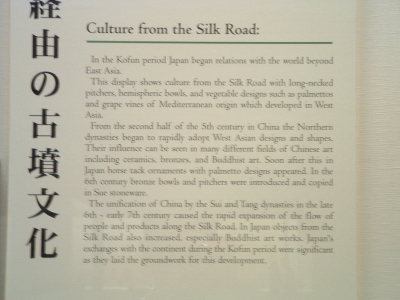 経由の古墳文化
Culture from the Silk Road:
In the Kofun period Japan began relations with the world beyond
East Asia.
This display shows culture from the Silk Road with long-necked
pitchers, hemispheric bowls, and vegetable designs such as palmettos
and grape vines of Mediterranean origin which developed in West
Asia.
From the second half of the 5th century in China the Northern
dynasties began to rapidly adopt West Asian designs and shapes.
Their influence can be seen in many different fields of Chinese art
including ceramics, bronzes, and Buddhist art. Soon after this in
Japan horse tack ornaments with palmetto designs appeared. In the
6th century bronze bowls and pitchers were introduced and copied
in Sue stoneware.
The unification of China by the Sui and Tang dynasties in the late
6th - early 7th century caused the rapid expansion of the flow of
people and products along the Silk Road. In Japan objects from the
Silk Road also increased, especially Buddhist art works. Japan's
exchanges with the continent during the Kofun period were significant
as they laid the groundwork for this development.